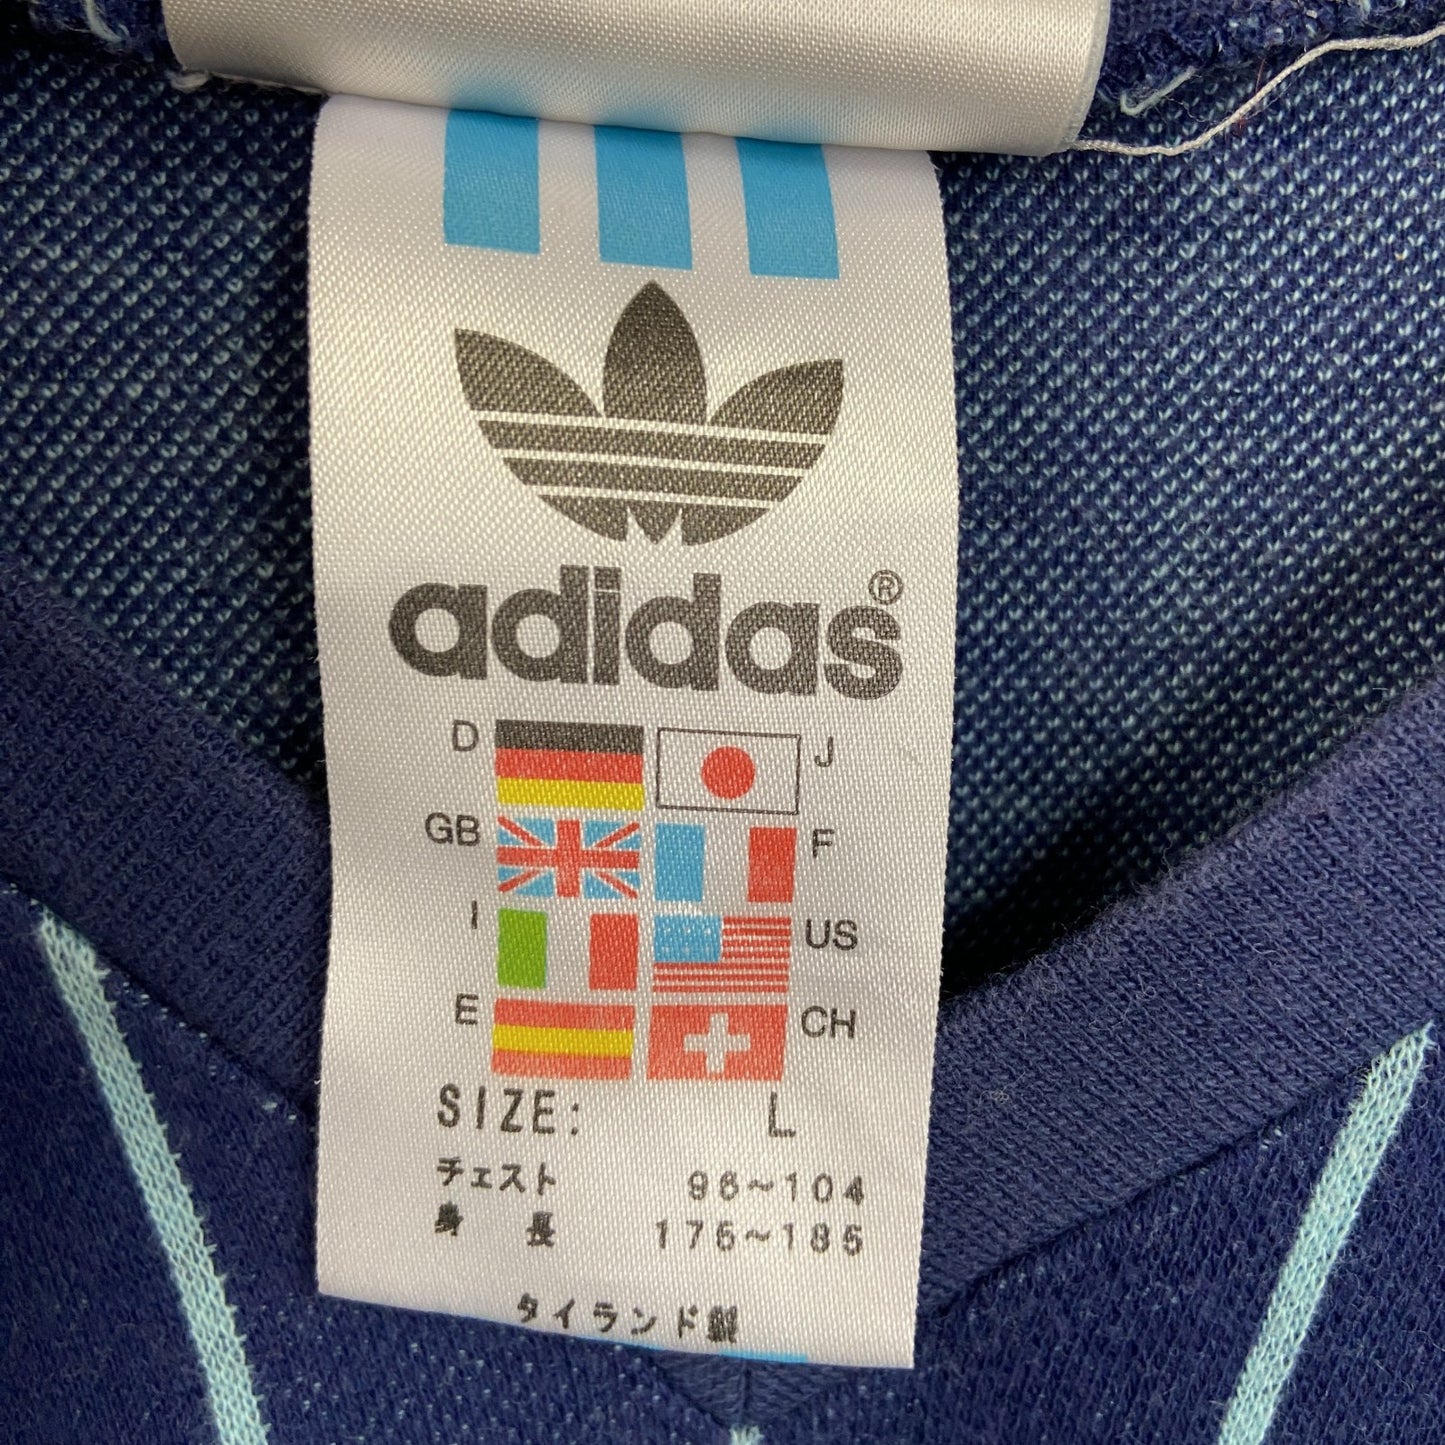 adidas®
D J
GB F
I US
E CH
SIZE: L
チェスト 96~104
身 長 175~185
タイランド製